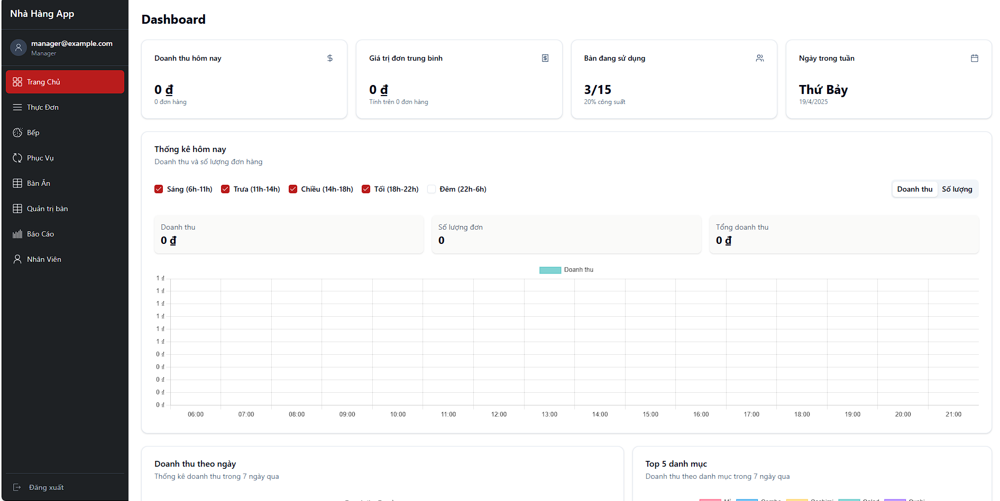 Nhà Hàng App
manager@example.com
Manager
Trang Chủ
Thực Đơn
Bếp
Phục Vụ
Bàn Ăn
Quản trị bàn
Báo Cáo
Nhân Viên
Đăng xuất
Dashboard
Doanh thu hôm nay
0 ₫
0 đơn hàng
Giá trị đơn trung bình
0 ₫
Tính trên 0 đơn hàng
Bàn đang sử dụng
3/15
20% công suất
Ngày trong tuần
Thứ Bảy
19/4/2025
Thống kê hôm nay
Doanh thu và số lượng đơn hàng
Sáng (6h-11h) Trưa (11h-14h) Chiều (14h-18h) Tối (18h-22h) Đêm (22h-6h)
Doanh thu Số lượng
Doanh thu
0 ₫
Số lượng đơn
0
Tổng doanh thu
0 ₫
Doanh thu
1 ₫
1 ₫
1 ₫
1 ₫
1 ₫
1 ₫
0 ₫
0 ₫
0 ₫
0 ₫
0 ₫
06:00 07:00 08:00 09:00 10:00 11:00 12:00 13:00 14:00 15:00 16:00 17:00 18:00 19:00 20:00 21:00
Doanh thu theo ngày
Thống kê doanh thu trong 7 ngày qua
Top 5 danh mục
Doanh thu theo danh mục trong 7 ngày qua